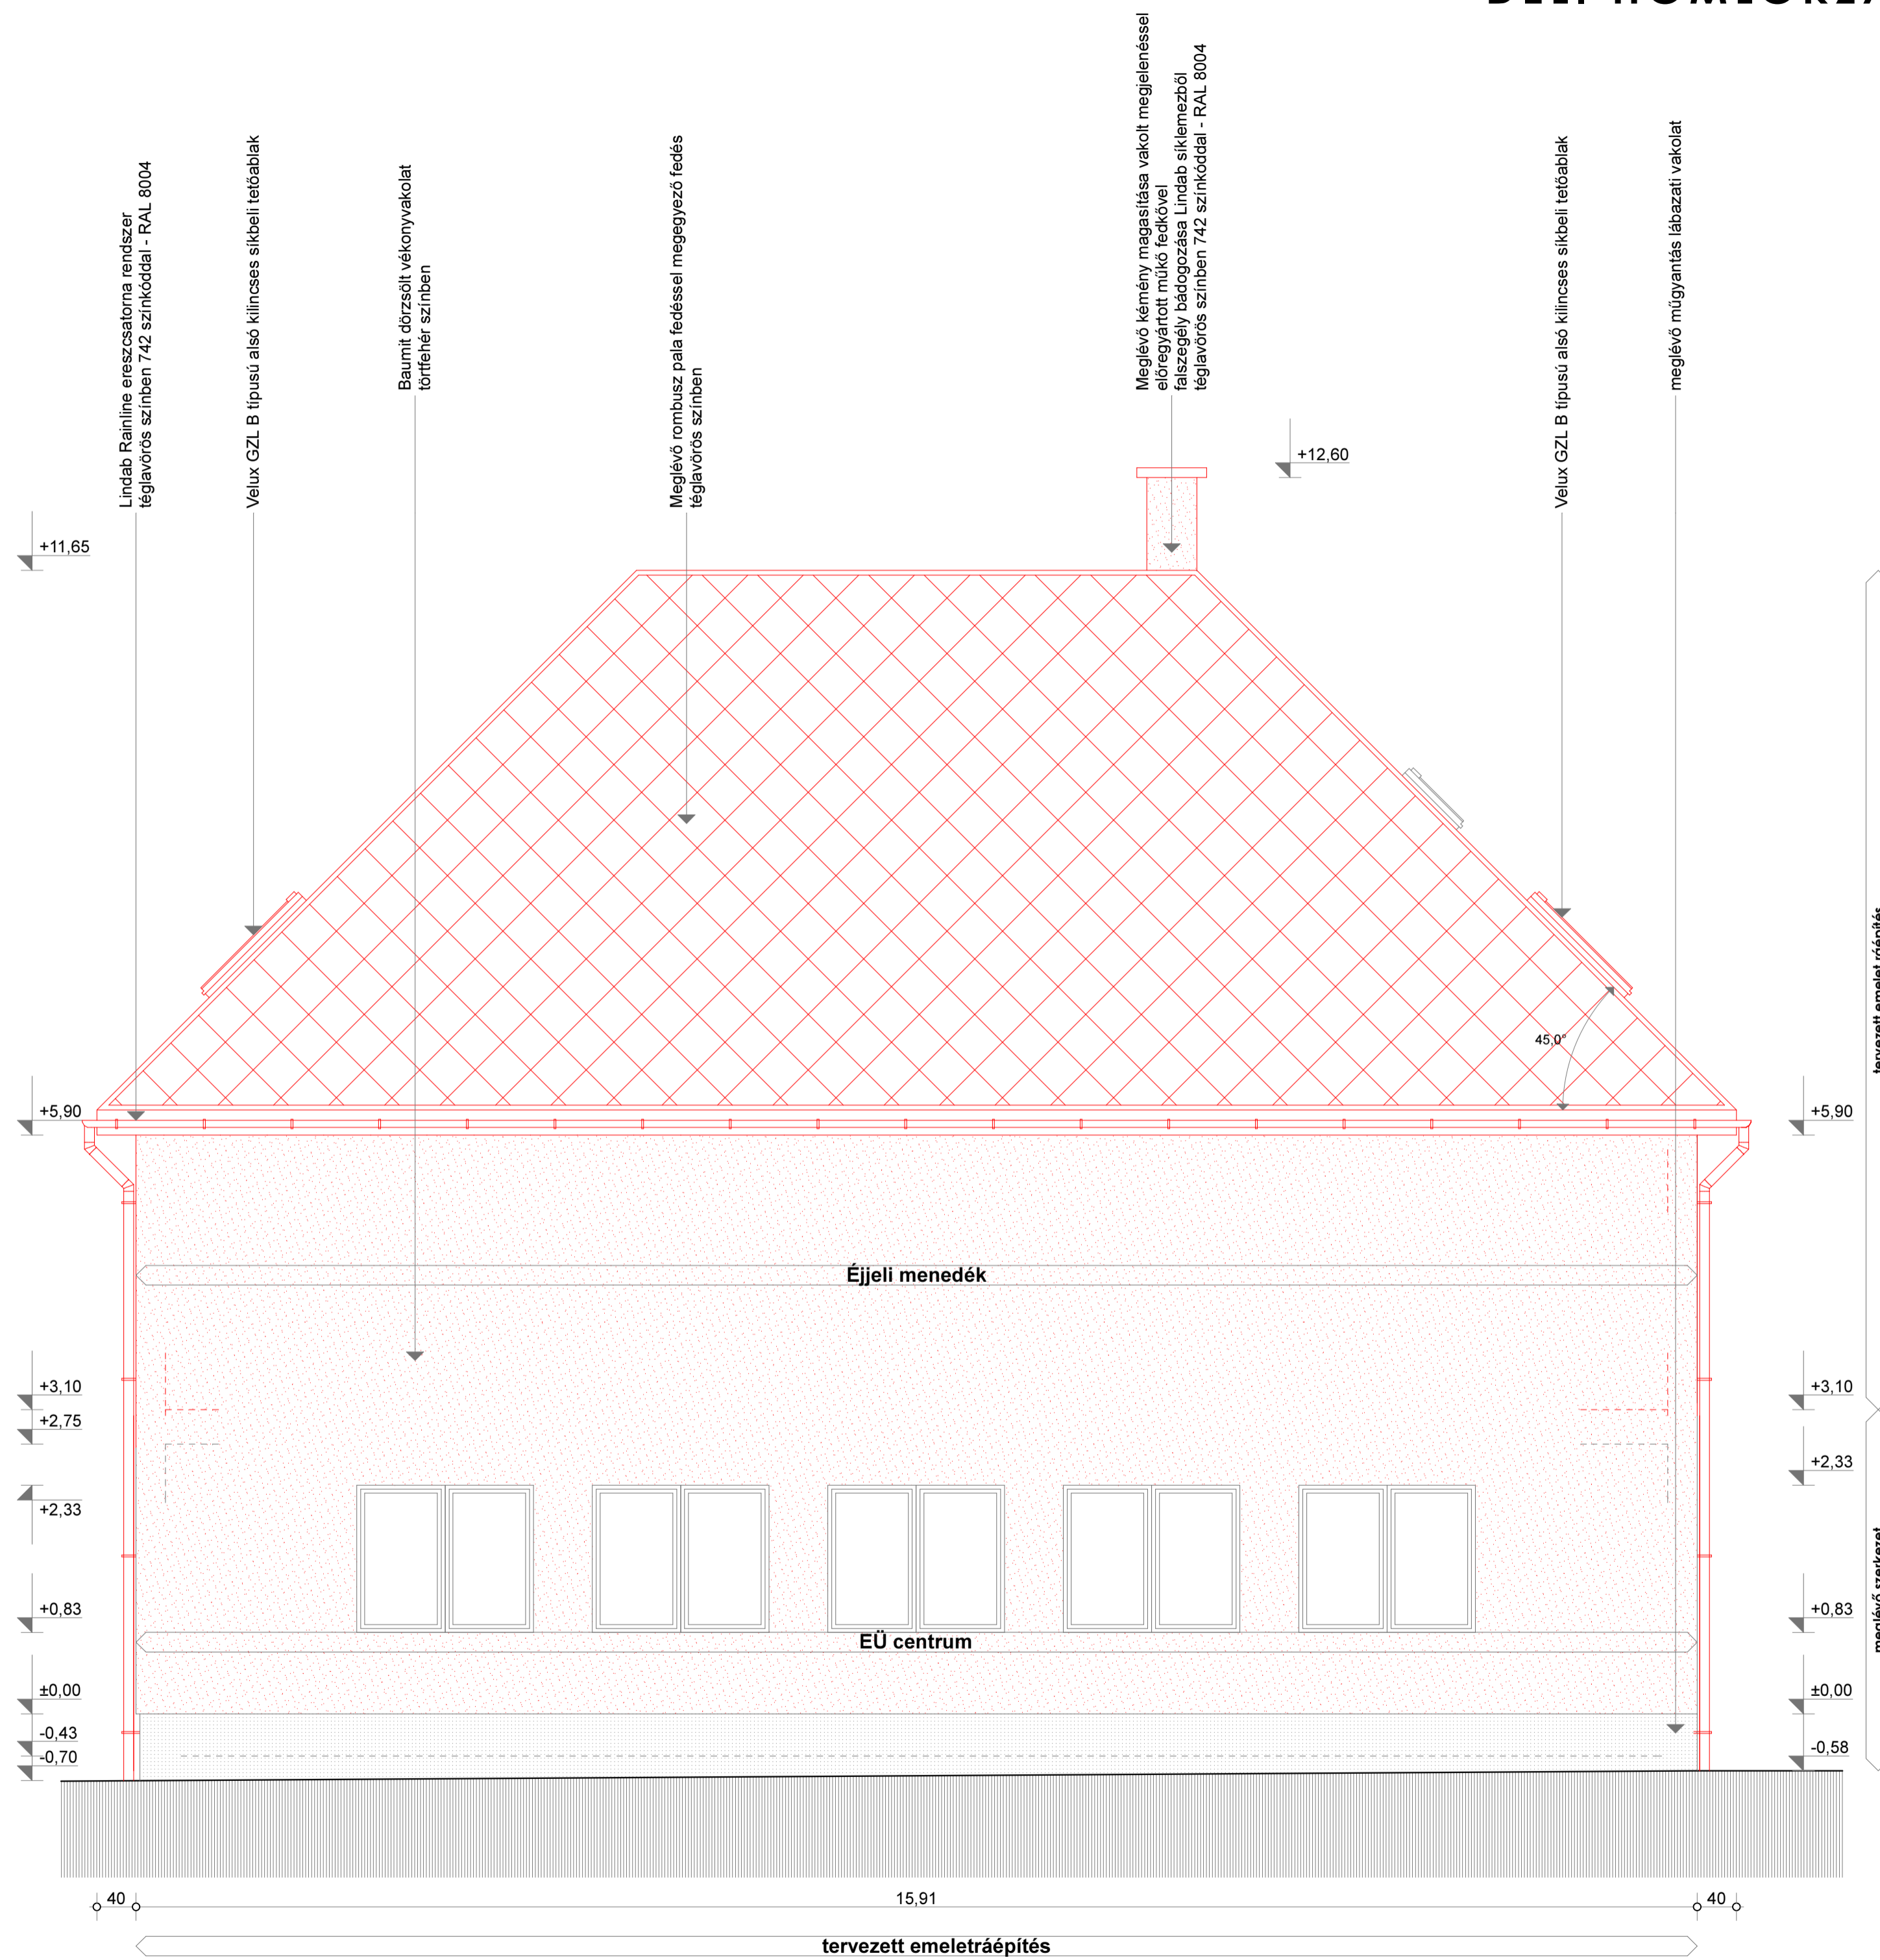 Lindab Rainline ereszcsatorna rendszer
téglavörös színben 742 színkóddal - RAL 8004
Velux GZL B típusú alsó kilincses síkbeli tetőablak
Baumit dörzsölt vékonyvakolat
törtfehér színben
Meglévő rombusz pala fedéssel megegyező fedés
téglavörös színben
Meglévő kémény magasítása vakolt megjelenéssel
előregyártott műkő fedkővel
falszegély bádogozása Lindab síklemezből
téglavörös színben 742 színkóddal - RAL 8004
Velux GZL B típusú alsó kilincses síkbeli tetőablak
meglévő műgyantás lábazati vakolat
+12,60
+11,65
tervezett emelet ráépítés
45,0°
+5,90
+5,90
Éjjeli menedék
+3,10
+3,10
+2,75
+2,33
+2,33
meglévő szerkezet
+0,83
+0,83
EÜ centrum
±0,00
±0,00
-0,43
-0,70
-0,58
40
15,91
40
tervezett emeletráépítés